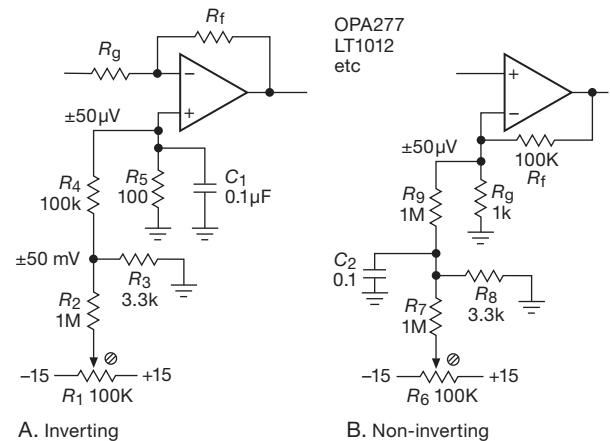 Rf
Rg
−
+
±50µV
R4
100k
R5
100
C1
0.1µF
±50 mV
R3
3.3k
R2
1M
−15
+15
R1 100K
A. Inverting
OPA277
LT1012
etc
+
−
±50µV
100K
Rf
R9
1M
Rg
1k
C2
0.1
R8
3.3k
R7
1M
−15
+15
R6 100K
B. Non-inverting